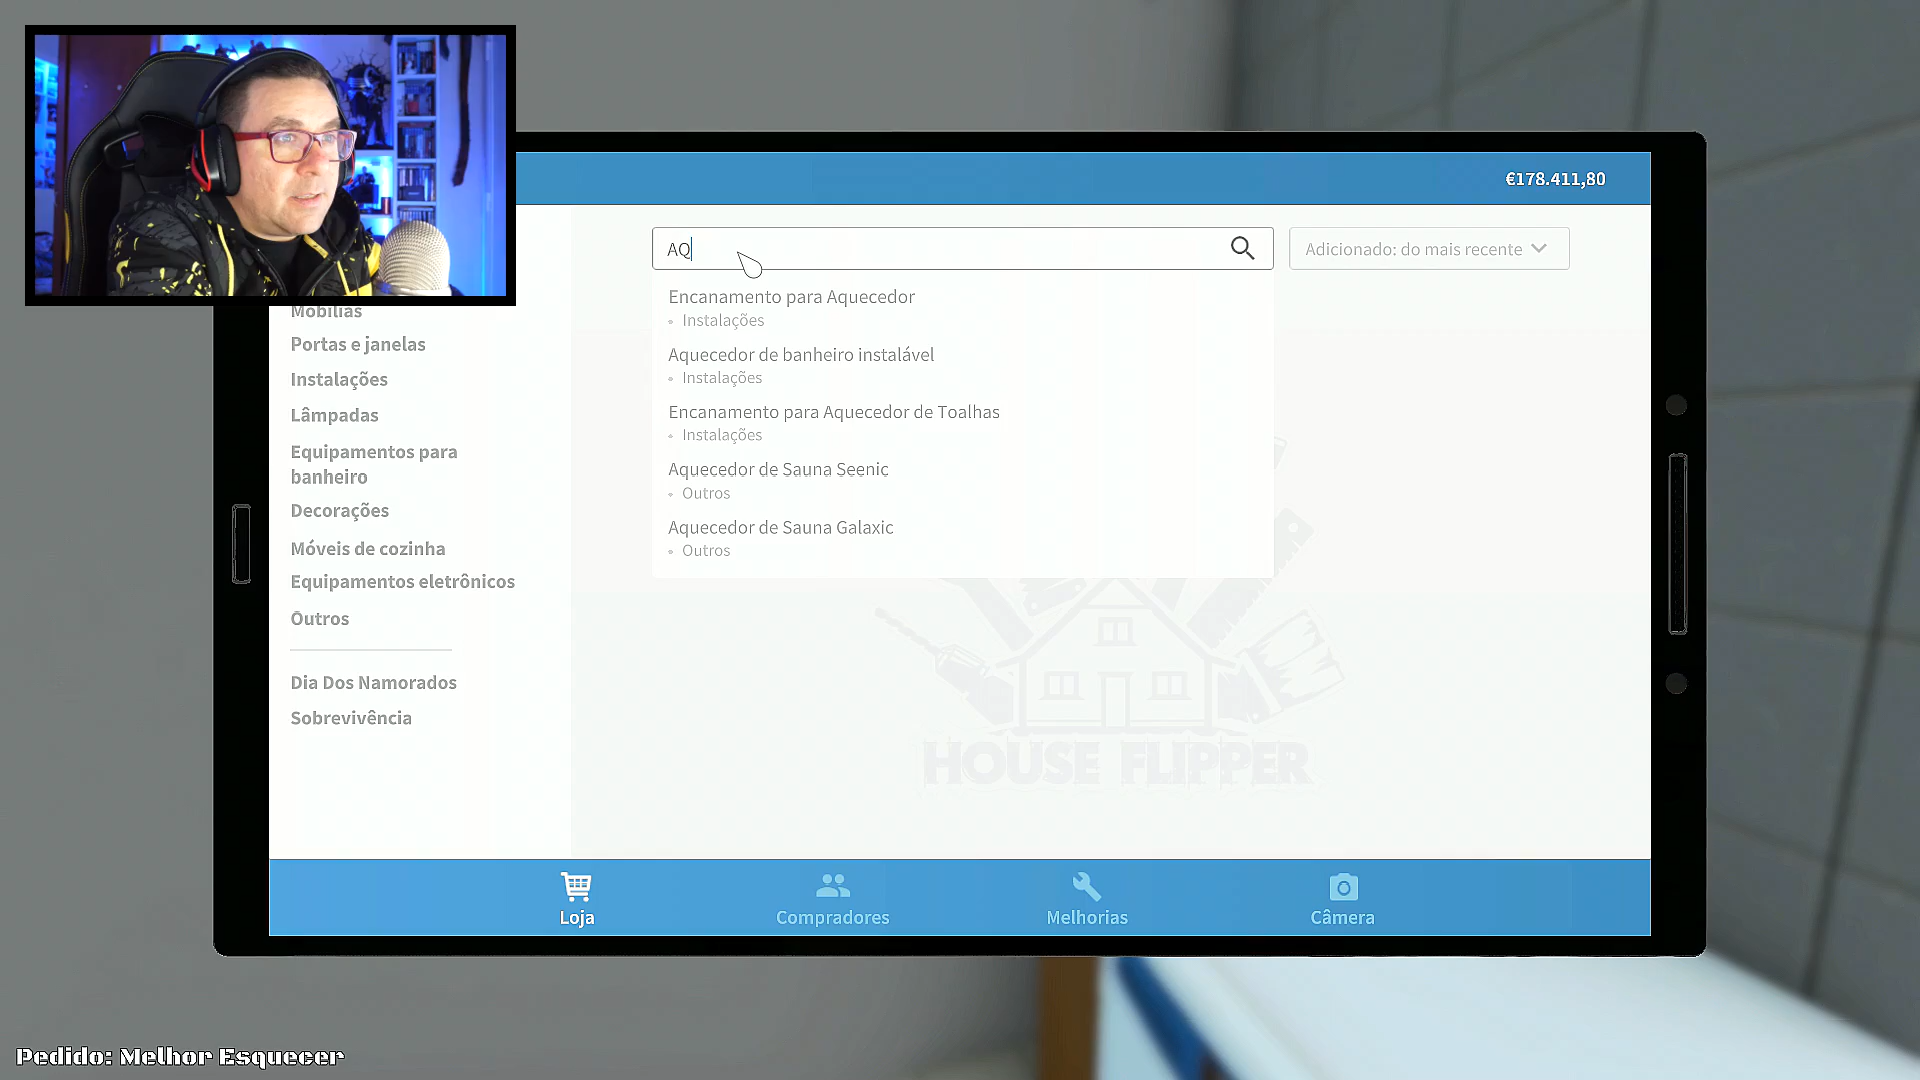 €178.411,80
AQ
Adicionado: do mais recente
Encanamento para Aquecedor
Instalações
Aquecedor de banheiro instalável
Instalações
Encanamento para Aquecedor de Toalhas
Instalações
Aquecedor de Sauna Seenic
Outros
Aquecedor de Sauna Galaxic
Outros
Mobílias
Portas e janelas
Instalações
Lâmpadas
Equipamentos para
banheiro
Decorações
Móveis de cozinha
Equipamentos eletrônicos
Outros
Dia Dos Namorados
Sobrevivência
HOUSE FLIPPER
Loja
Compradores
Melhorias
Câmera
Pedido: Melhor Esquecer